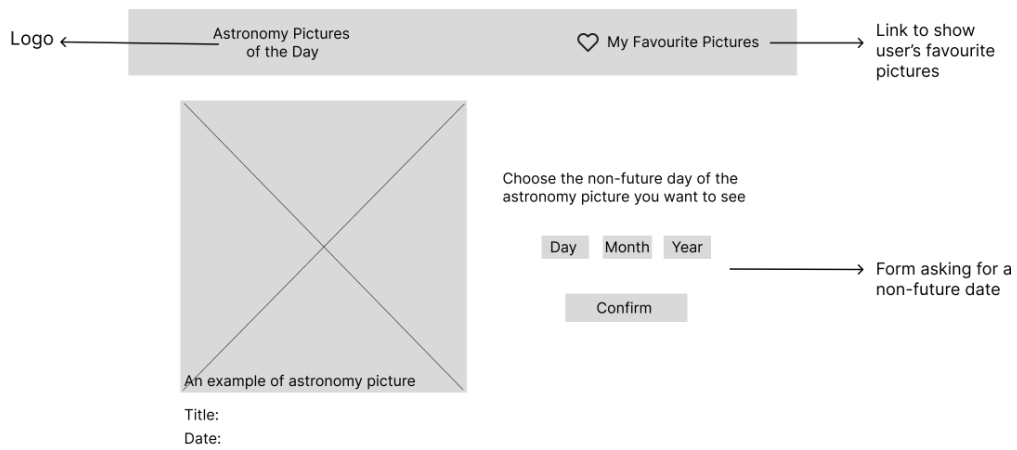 Logo
Astronomy Pictures
of the Day
My Favourite Pictures
Link to show
user's favourite
pictures
Choose the non-future day of the
astronomy picture you want to see
Day
Month
Year
Form asking for a
non-future date
Confirm
An example of astronomy picture
Title:
Date: